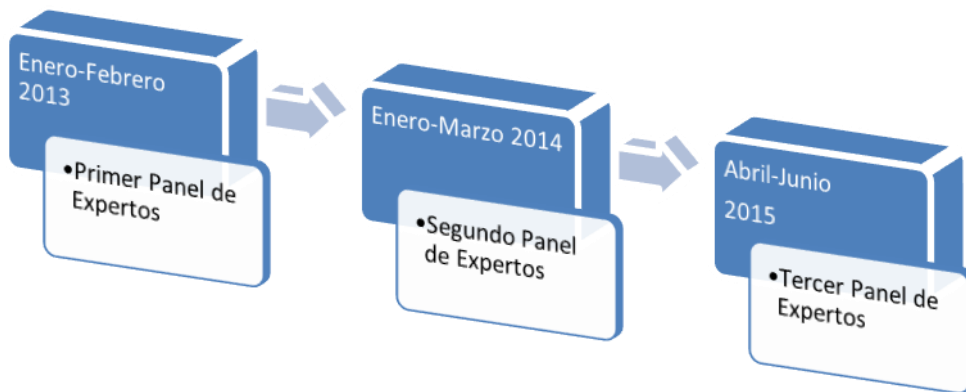 Enero-Febrero
2013
•Primer Panel de
Expertos
Enero-Marzo 2014
•Segundo Panel
de Expertos
Abril-Junio
2015
•Tercer Panel de
Expertos